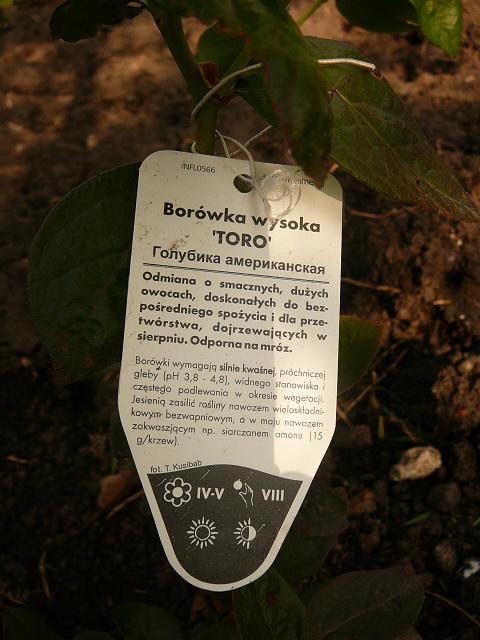 INFL0566
Borówka wysoka
'TORO'
Голубика американская
Odmiana o smacznych, dużych
owocach, doskonałych do bez-
pośredniego spożycia i dla prze-
twórstwa, dojrzewających w
sierpniu. Odporna na mróz.
Borówki wymagają silnie kwaśnej, próchniczej
gleby (pH 3,8 - 4,8), widnego stanowiska i
częstego podlewania w okresie wegetacji.
Jesienią zasilić rośliny nawozem wieloskładni-
kowym bezwapniowym, a w maju nawozem
zakwaszjącym np. siarczanem amonu (15
g/krzew).
fot. T. Kusibab
IV-V VIII